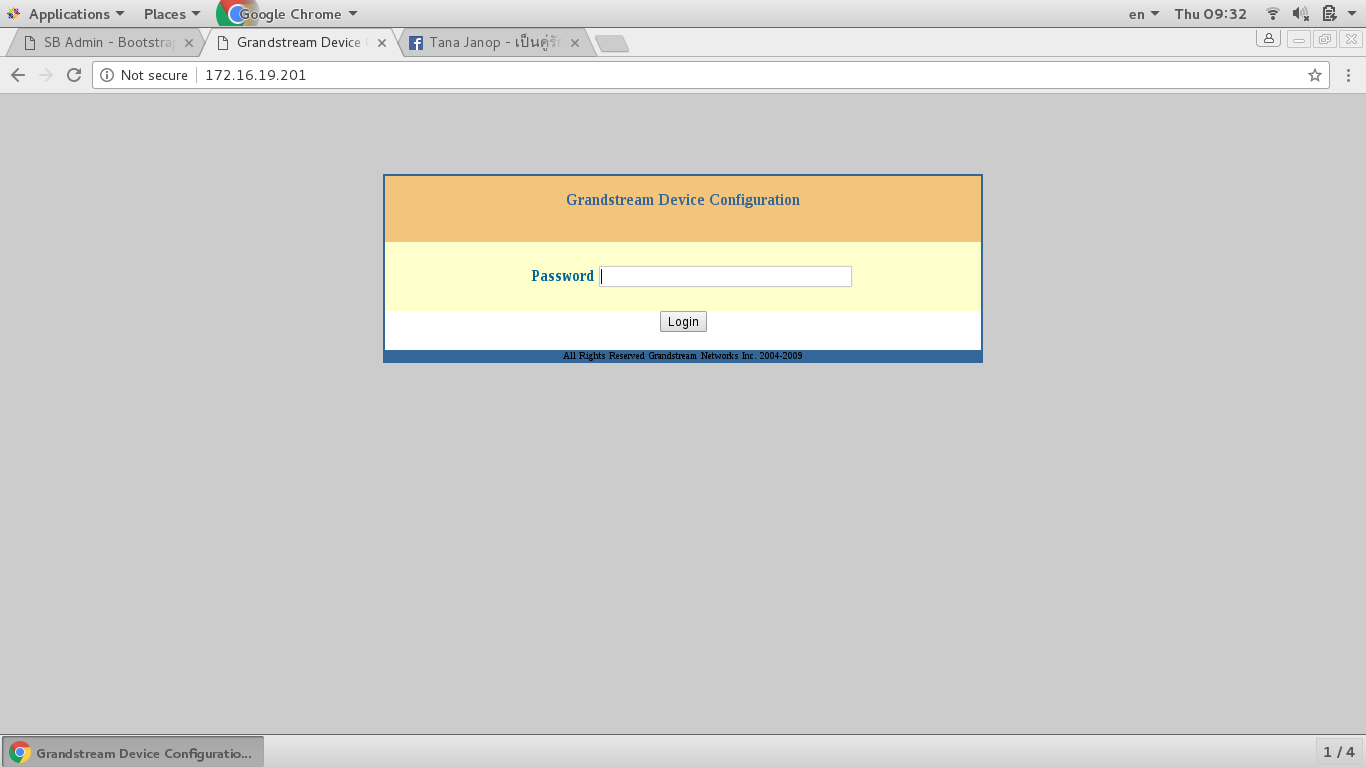 Applications Places Google Chrome en Thu 09:32
SB Admin - Bootstrap Grandstream Device Tana Janop - เป็นคู่รัก
Not secure 172.16.19.201
Grandstream Device Configuration
Password
Login
All Rights Reserved Grandstream Networks Inc. 2004-2009
Grandstream Device Configuratio... 1 / 4